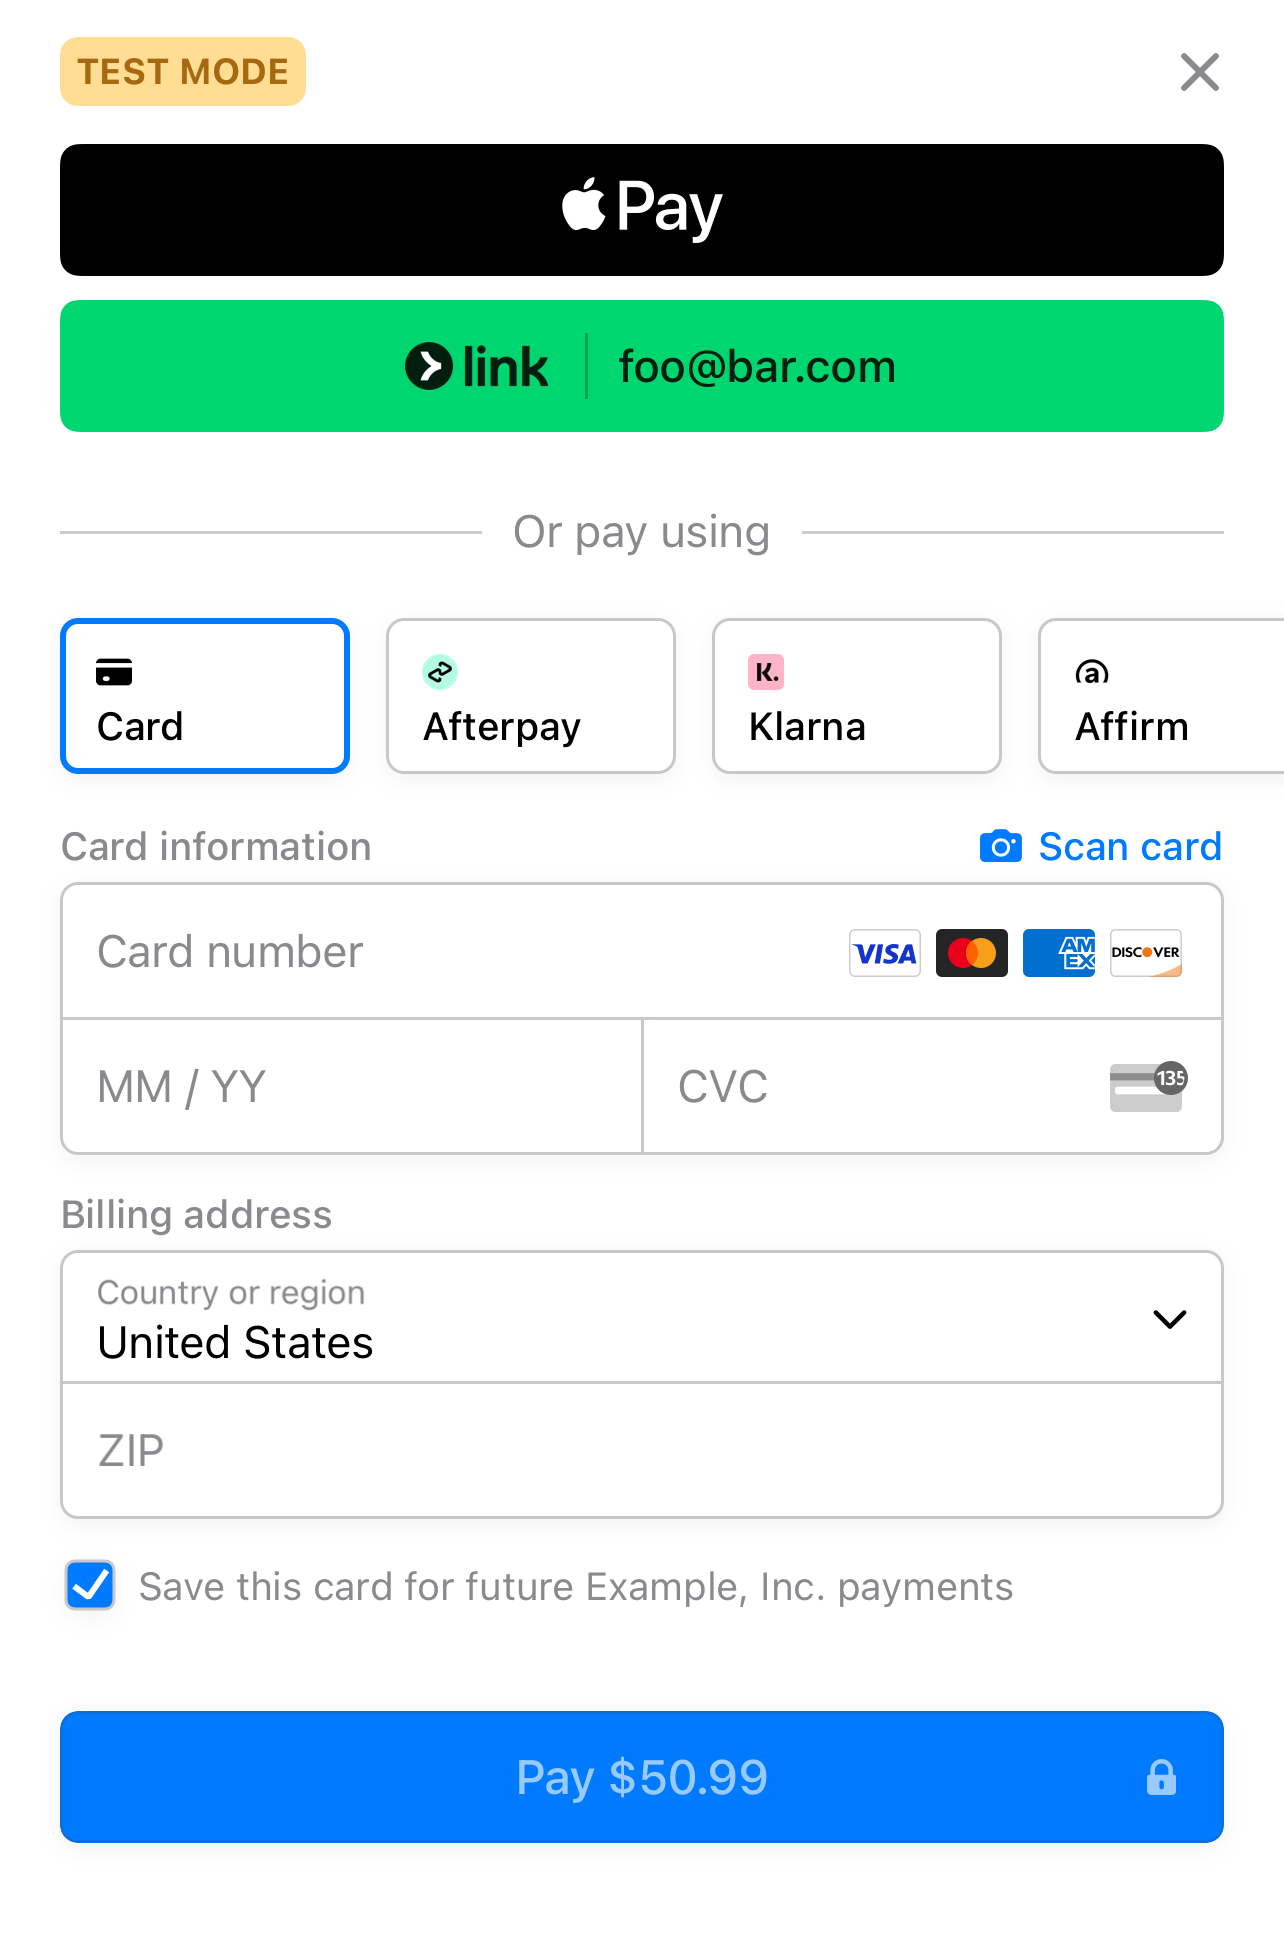 TEST MODE
Pay
link | foo@bar.com
Or pay using
Card
Afterpay
K.
Klarna
a
Affirm
Card information
Scan card
Card number
VISA
AM
EX
DISCOVER
MM / YY
CVC
135
Billing address
Country or region
United States
ZIP
Save this card for future Example, Inc. payments
Pay $50.99